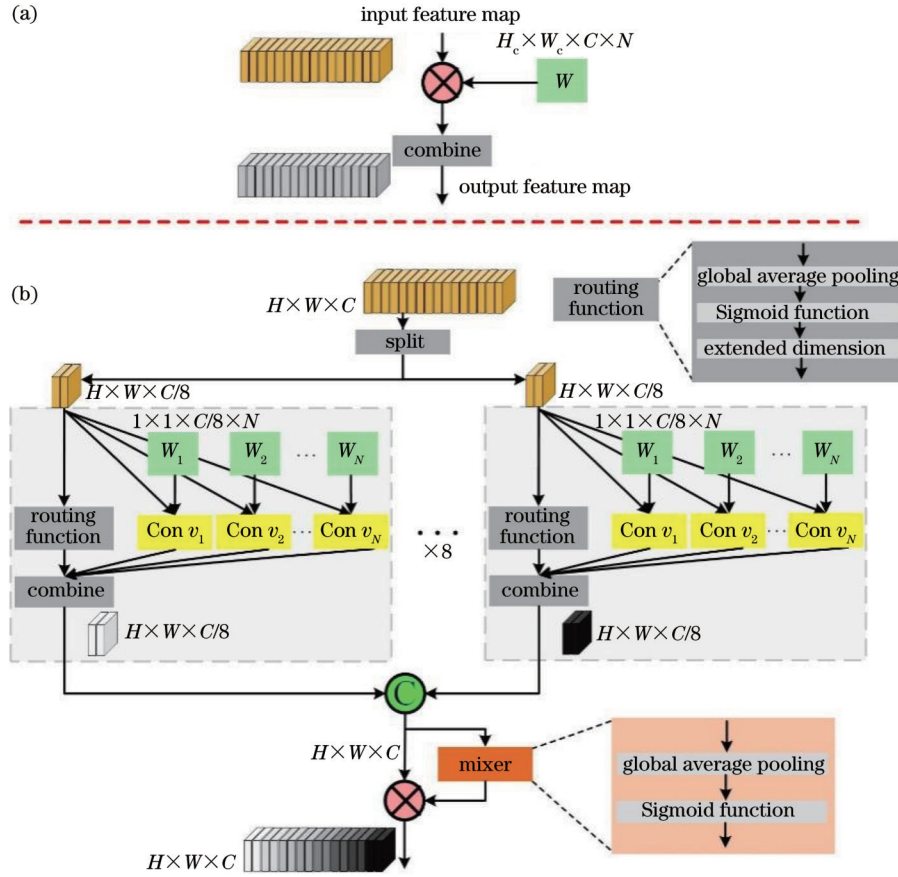 (a)
input feature map
H_c×W_c×C×N
W
combine
output feature map
(b)
H×W×C
split
routing function
global average pooling
Sigmoid function
extended dimension
H×W×C/8
H×W×C/8
1×1×C/8×N
W_1 W_2 ... W_N
1×1×C/8×N
W_1 W_2 ... W_N
routing function
Con v_1 Con v_2 ... Con v_N
... ×8
routing function
Con v_1 Con v_2 ... Con v_N
combine
H×W×C/8
combine
H×W×C/8
C
H×W×C
mixer
global average pooling
Sigmoid function
H×W×C